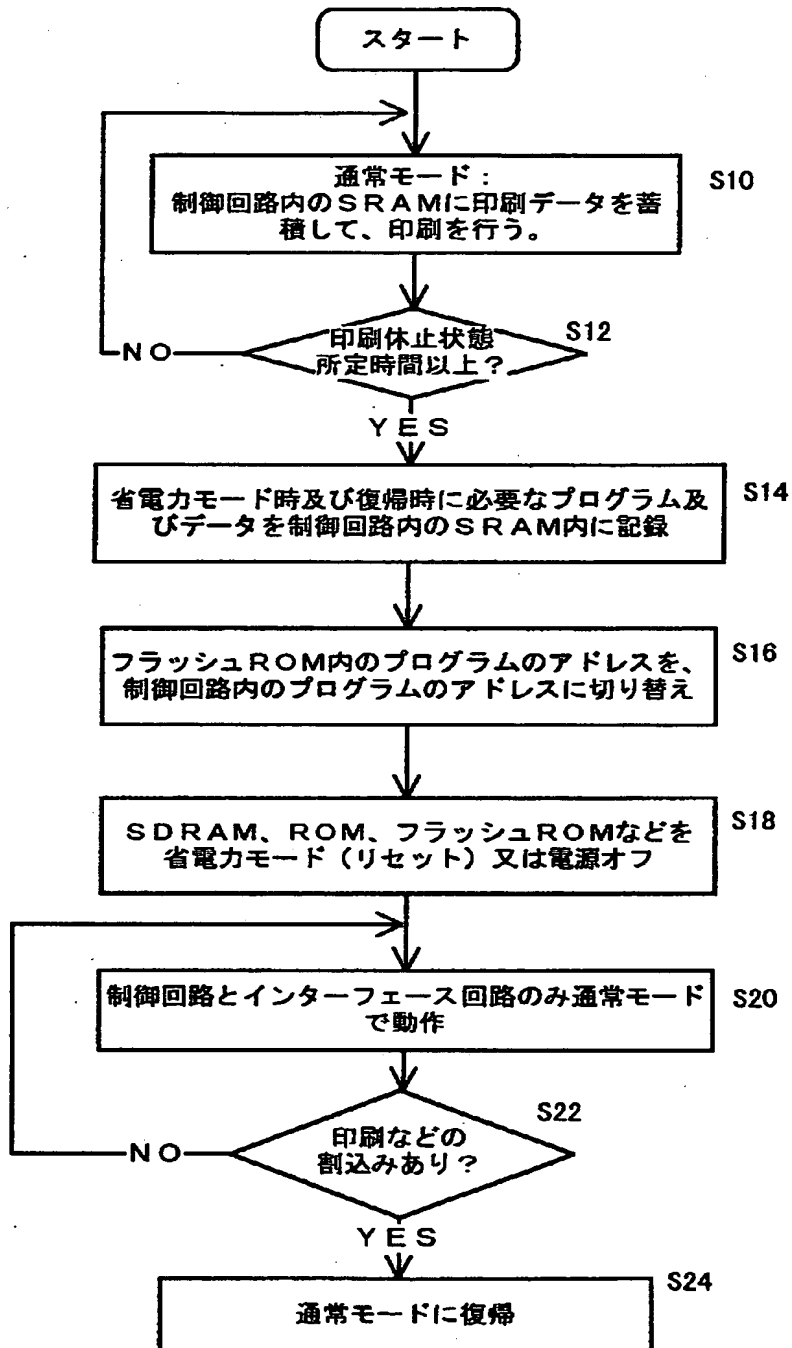 スタート
通常モード：
制御回路内のSRAMに印刷データを蓄
積して、印刷を行う。
S10
印刷休止状態
所定時間以上？
S12
NO
YES
省電力モード時及び復帰時に必要なプログラム及
びデータを制御回路内のSRAM内に記録
S14
フラッシュROM内のプログラムのアドレスを、
制御回路内のプログラムのアドレスに切り替え
S16
SDRAM、ROM、フラッシュROMなどを
省電力モード（リセット）又は電源オフ
S18
制御回路とインターフェース回路のみ通常モード
で動作
S20
印刷などの
割込みあり？
S22
NO
YES
通常モードに復帰
S24